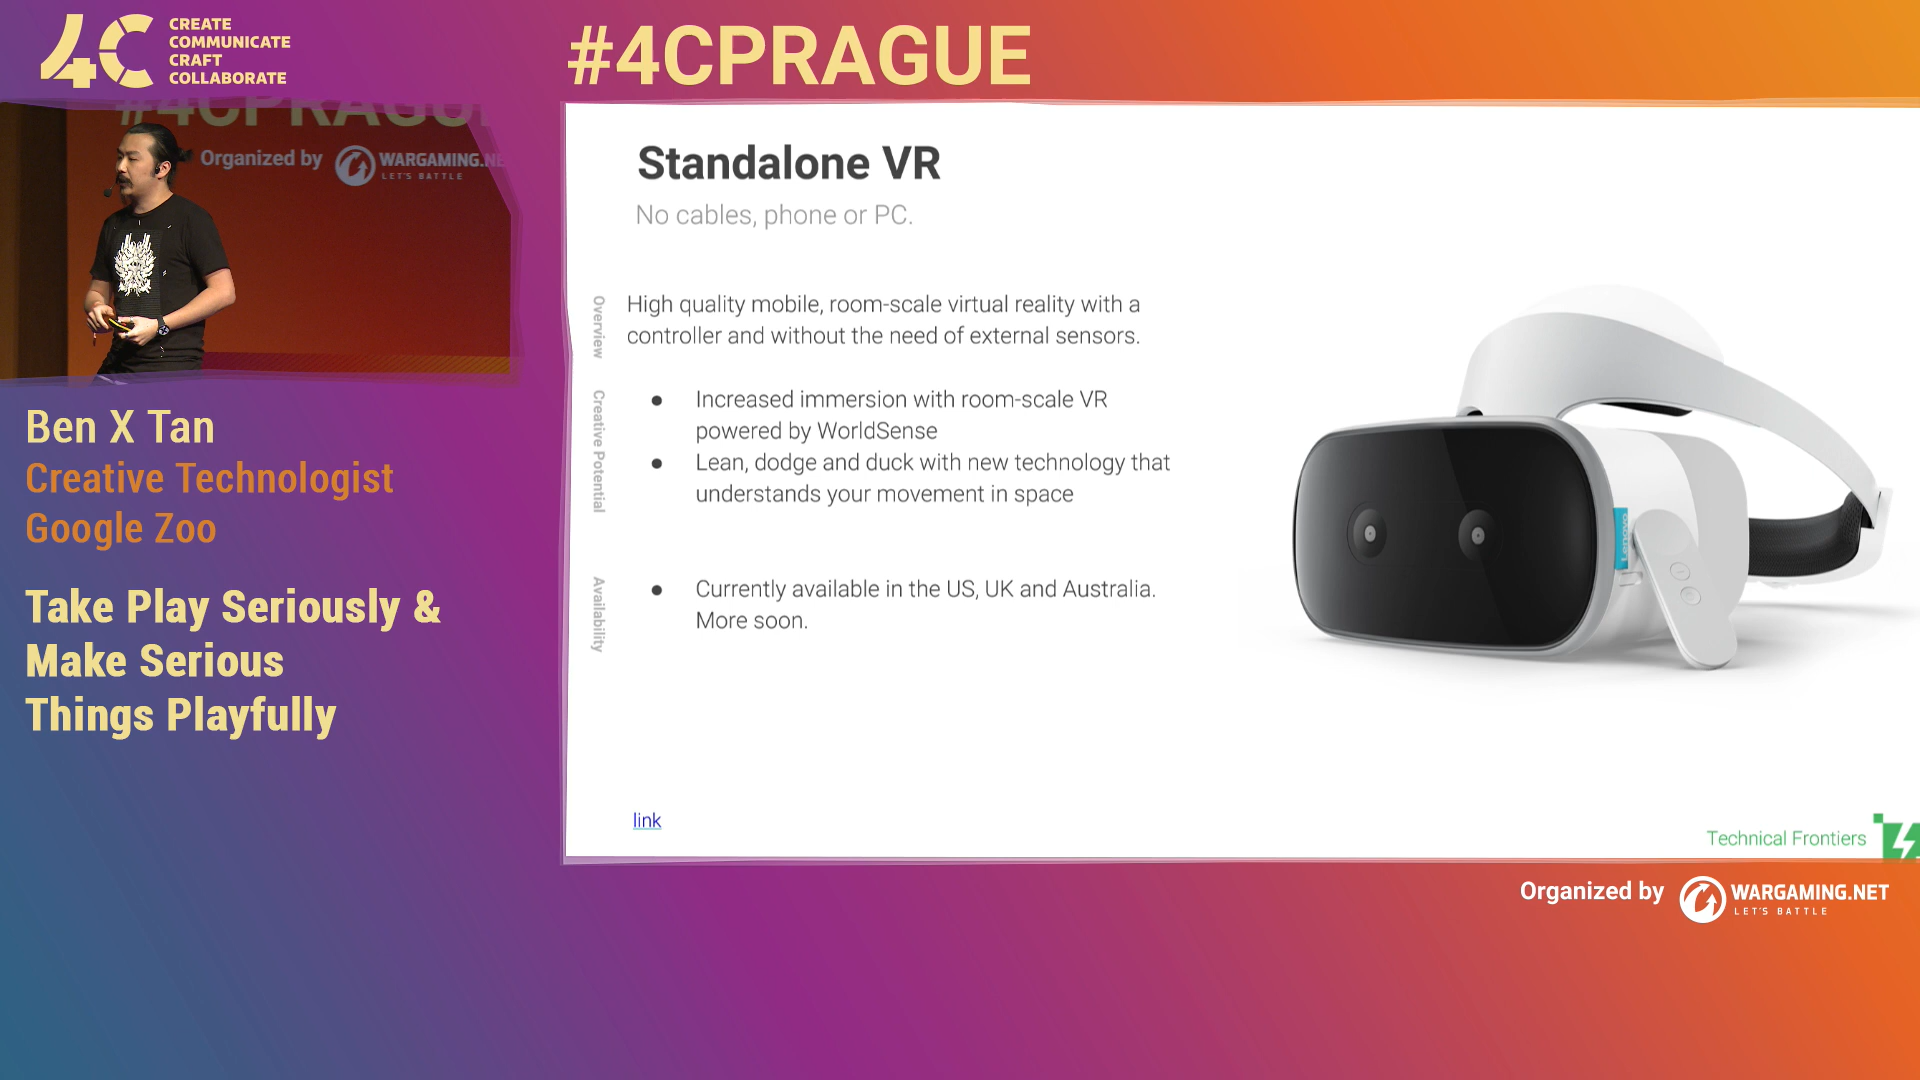 4C
CREATE
COMMUNICATE
CRAFT
COLLABORATE
#4CPRAGUE
Organized by
WARGAMING.NE
LET'S BATTLE
Ben X Tan
Creative Technologist
Google Zoo
Take Play Seriously &
Make Serious
Things Playfully
Standalone VR
No cables, phone or PC.
Overview
High quality mobile, room-scale virtual reality with a
controller and without the need of external sensors.
Creative Potential
● Increased immersion with room-scale VR
powered by WorldSense
● Lean, dodge and duck with new technology that
understands your movement in space
Availability
● Currently available in the US, UK and Australia.
More soon.
Lenovo
link
Technical Frontiers
Organized by
WARGAMING.NET
LET'S BATTLE